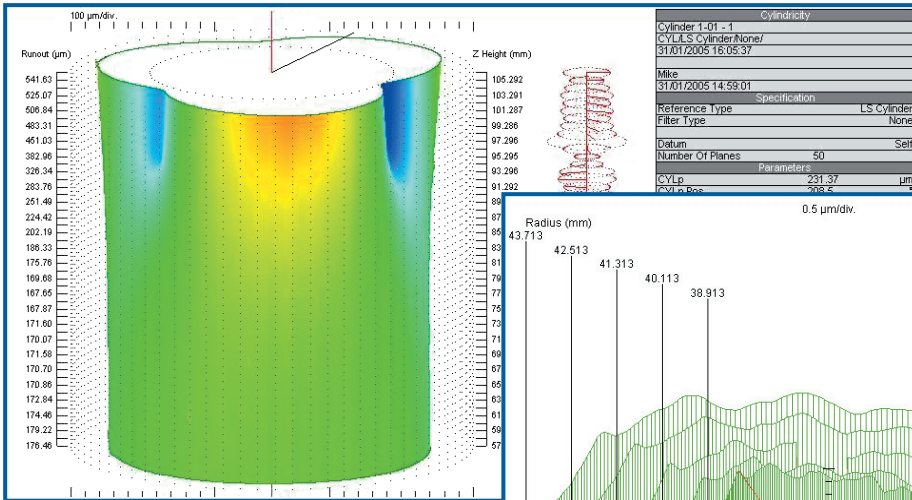 100 µm/div.
Runout (µm)
Z Height (mm)
541.63
525.07
506.84
483.31
451.03
382.96
326.34
283.76
251.49
224.42
202.19
186.33
175.76
169.68
167.65
167.87
171.60
170.07
171.58
170.70
170.86
172.84
174.46
179.22
176.46
105.292
103.291
101.287
99.286
97.296
95.295
93.296
91.292
Cylindricity
Cylinder 1-01 - 1
CYL/LS Cylinder/None/
31/01/2005 16:05:37
Mike
31/01/2005 14:59:01
Specification
Reference Type LS Cylinder
Filter Type None
Datum Self
Number Of Planes 50
Parameters
CYLp 231.37 µm
0.5 µm/div.
Radius (mm)
43.713
42.513
41.313
40.113
38.913